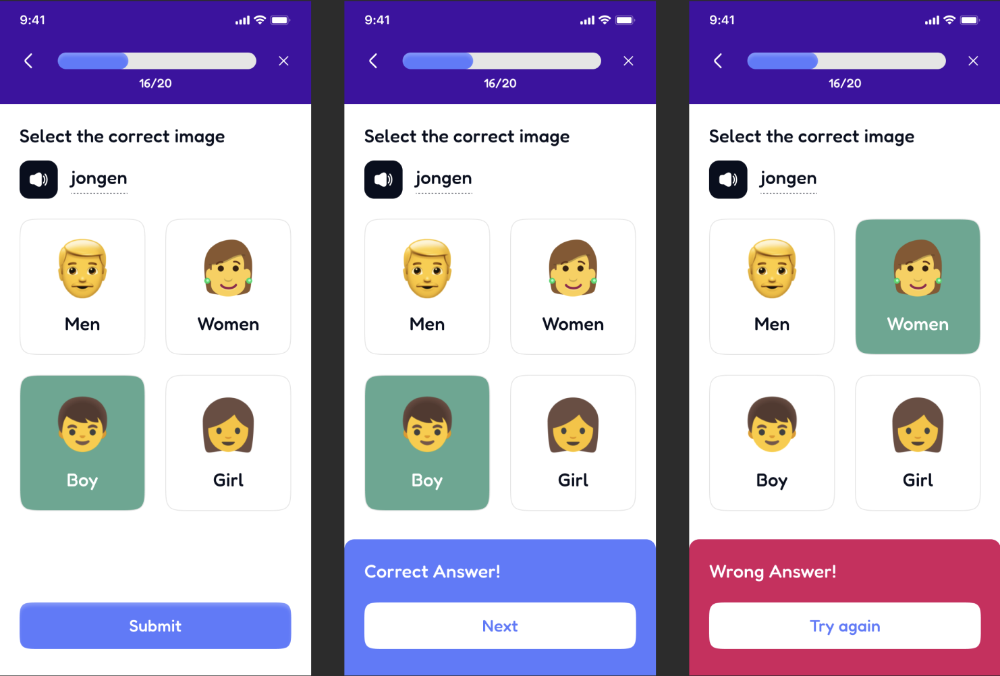 9:41
16/20
Select the correct image
jongen
Men
Women
Boy
Girl
Submit
9:41
16/20
Select the correct image
jongen
Men
Women
Boy
Girl
Correct Answer!
Next
9:41
16/20
Select the correct image
jongen
Men
Women
Boy
Girl
Wrong Answer!
Try again